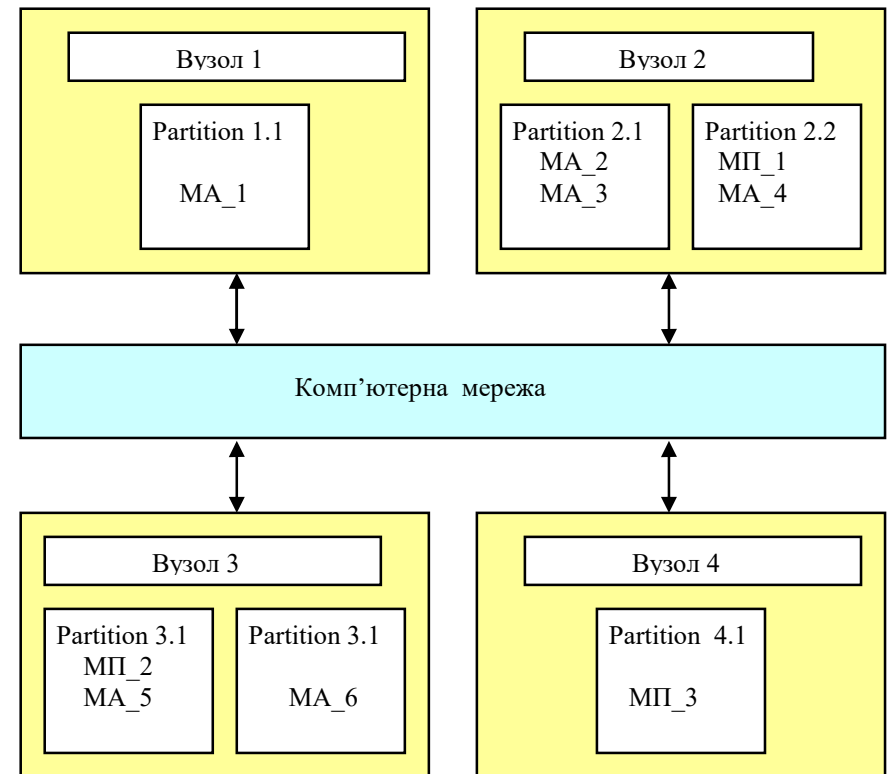 Вузол 1
Partition 1.1
МА_1
Вузол 2
Partition 2.1
МА_2
МА_3
Partition 2.2
МП_1
МА_4
Комп’ютерна мережа
Вузол 3
Partition 3.1
МП_2
МА_5
Partition 3.1
МА_6
Вузол 4
Partition 4.1
МП_3